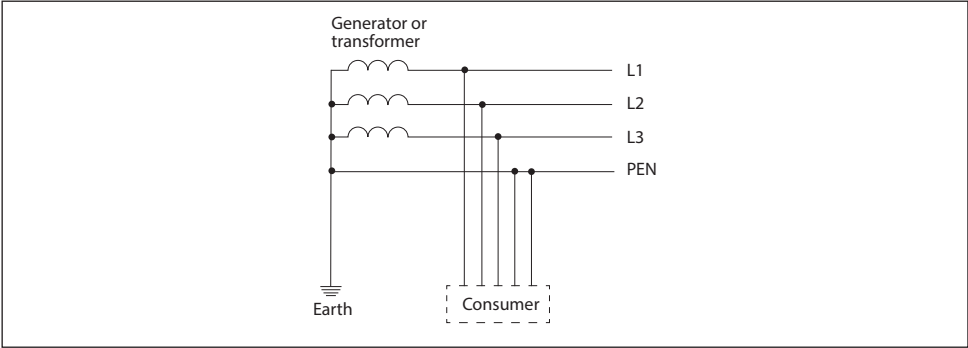 Generator or
transformer
L1
L2
L3
PEN
Earth
Consumer